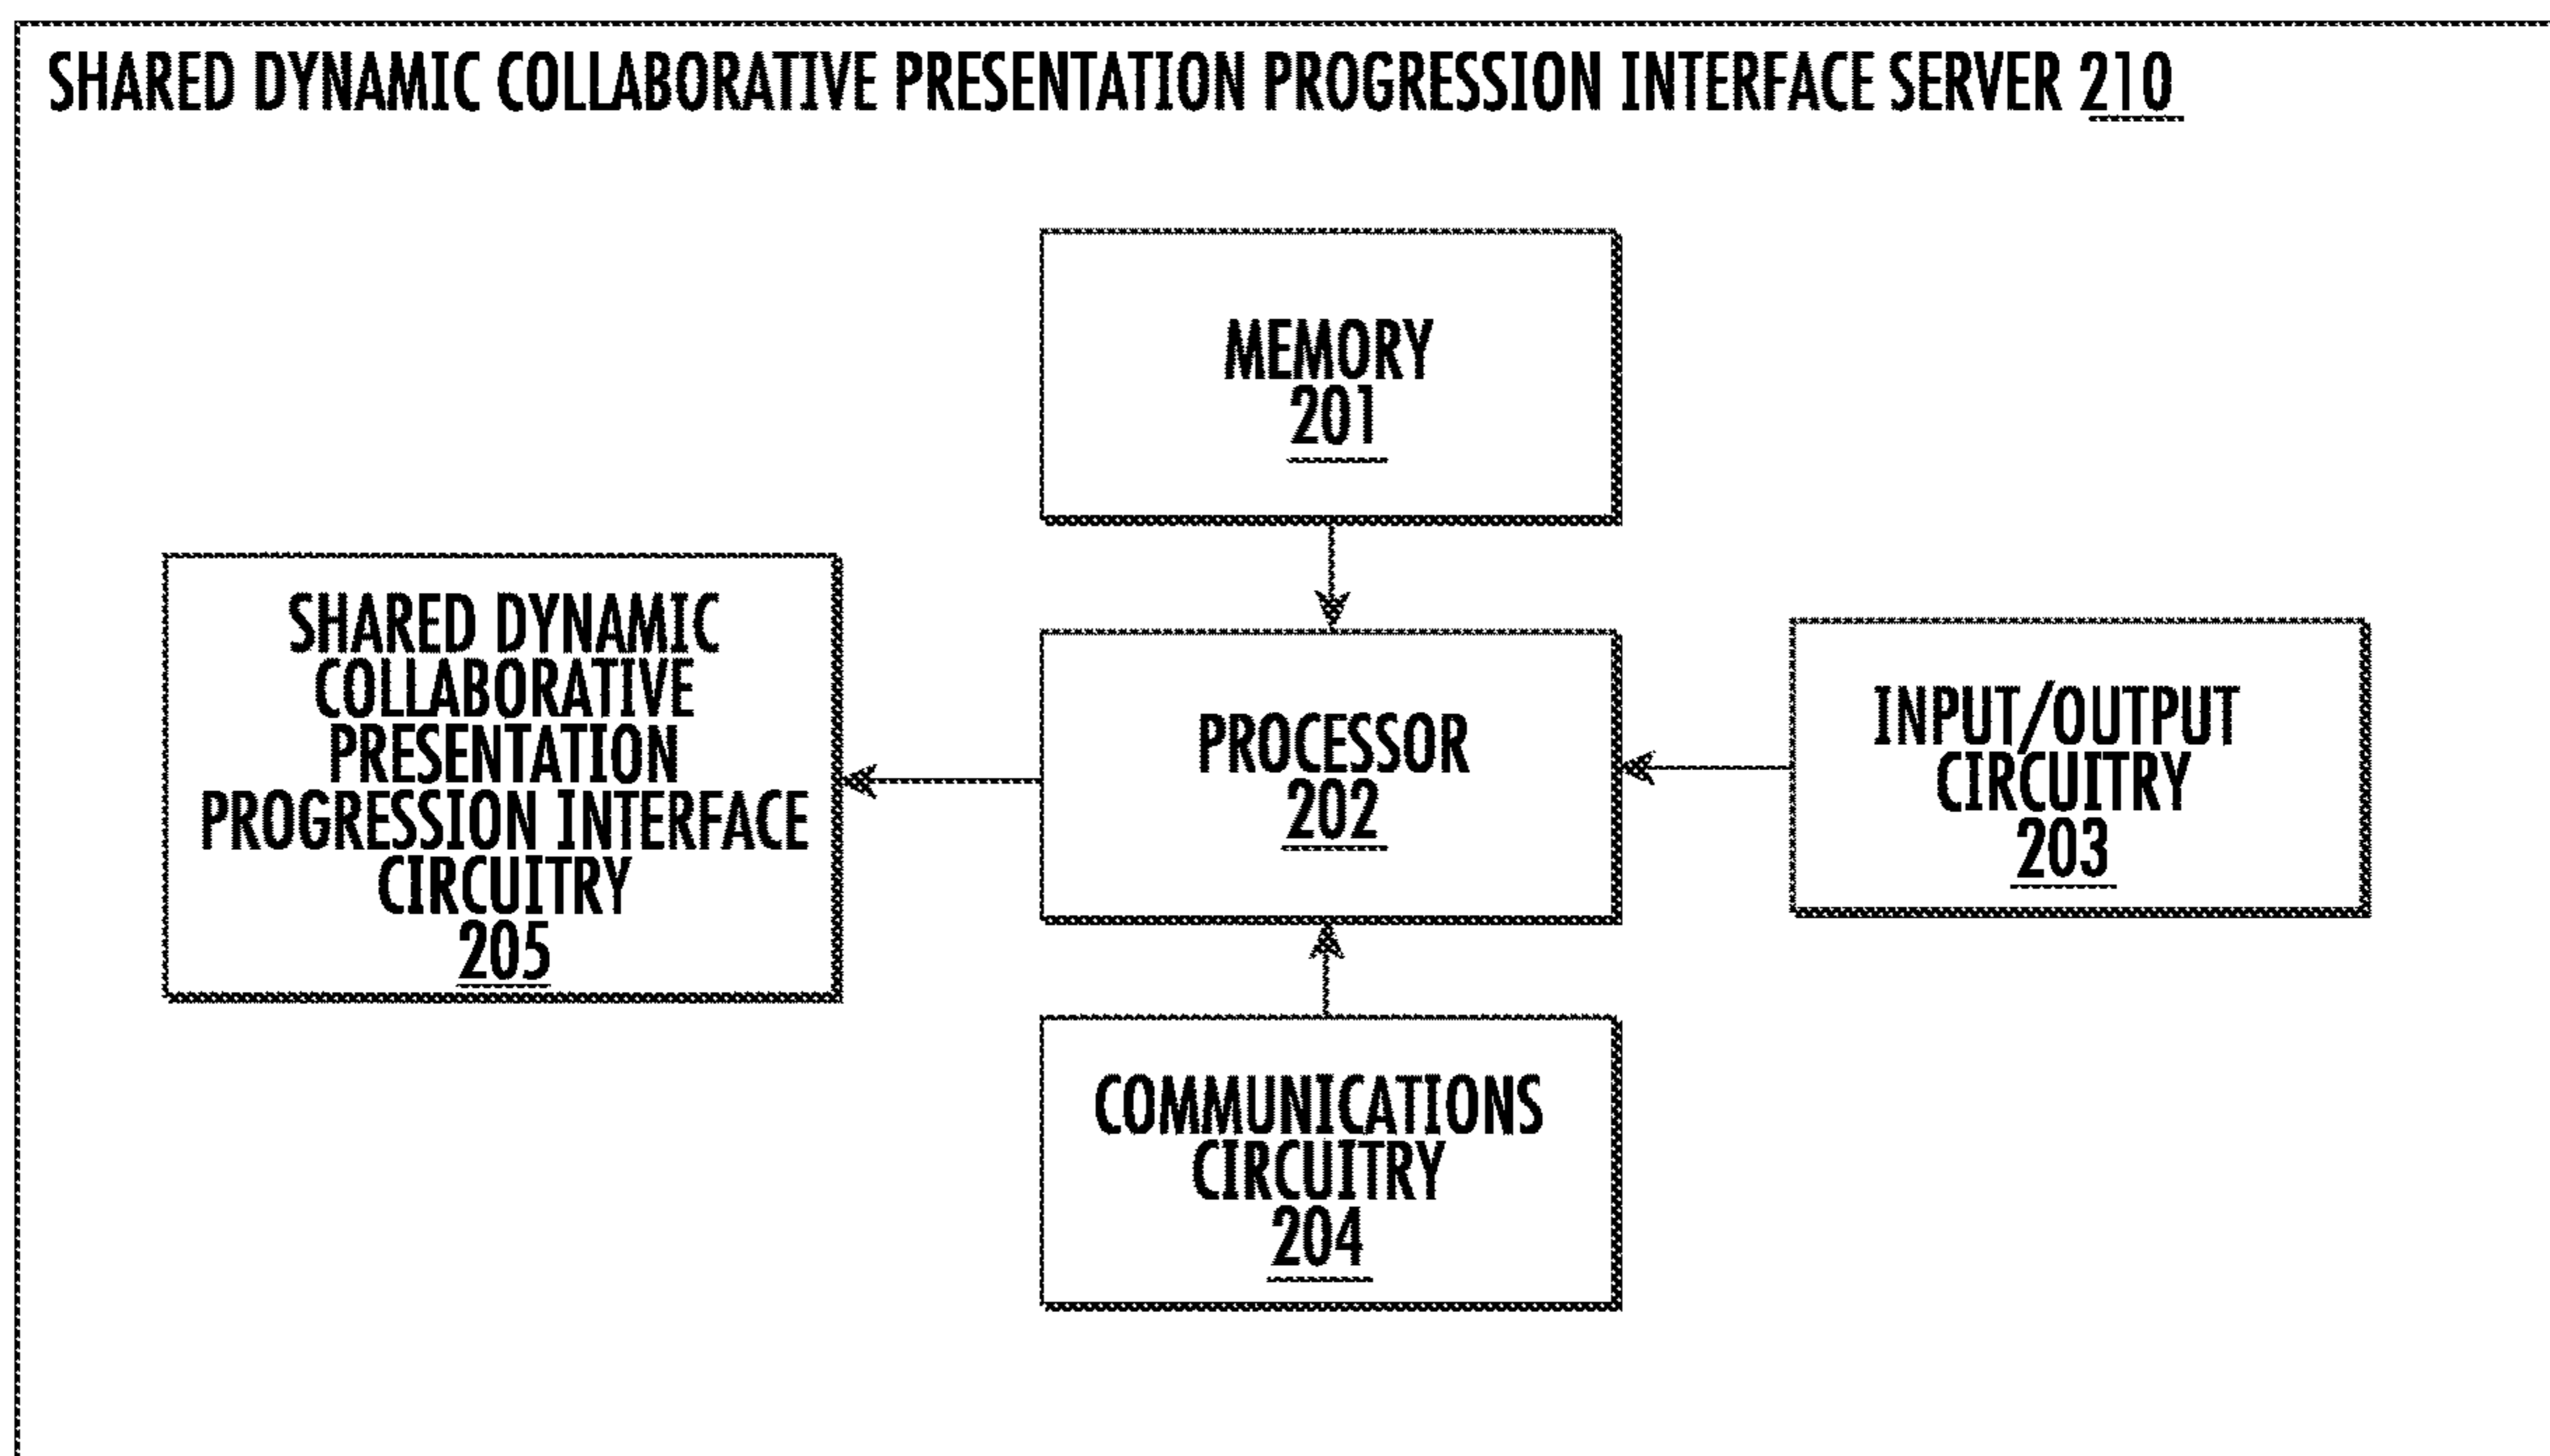 SHARED DYNAMIC COLLABORATIVE PRESENTATION PROGRESSION INTERFACE SERVER 210
MEMORY
201
SHARED DYNAMIC
COLLABORATIVE
PRESENTATION
PROGRESSION INTERFACE
CIRCUITRY
205
PROCESSOR
202
INPUT/OUTPUT
CIRCUITRY
203
COMMUNICATIONS
CIRCUITRY
204